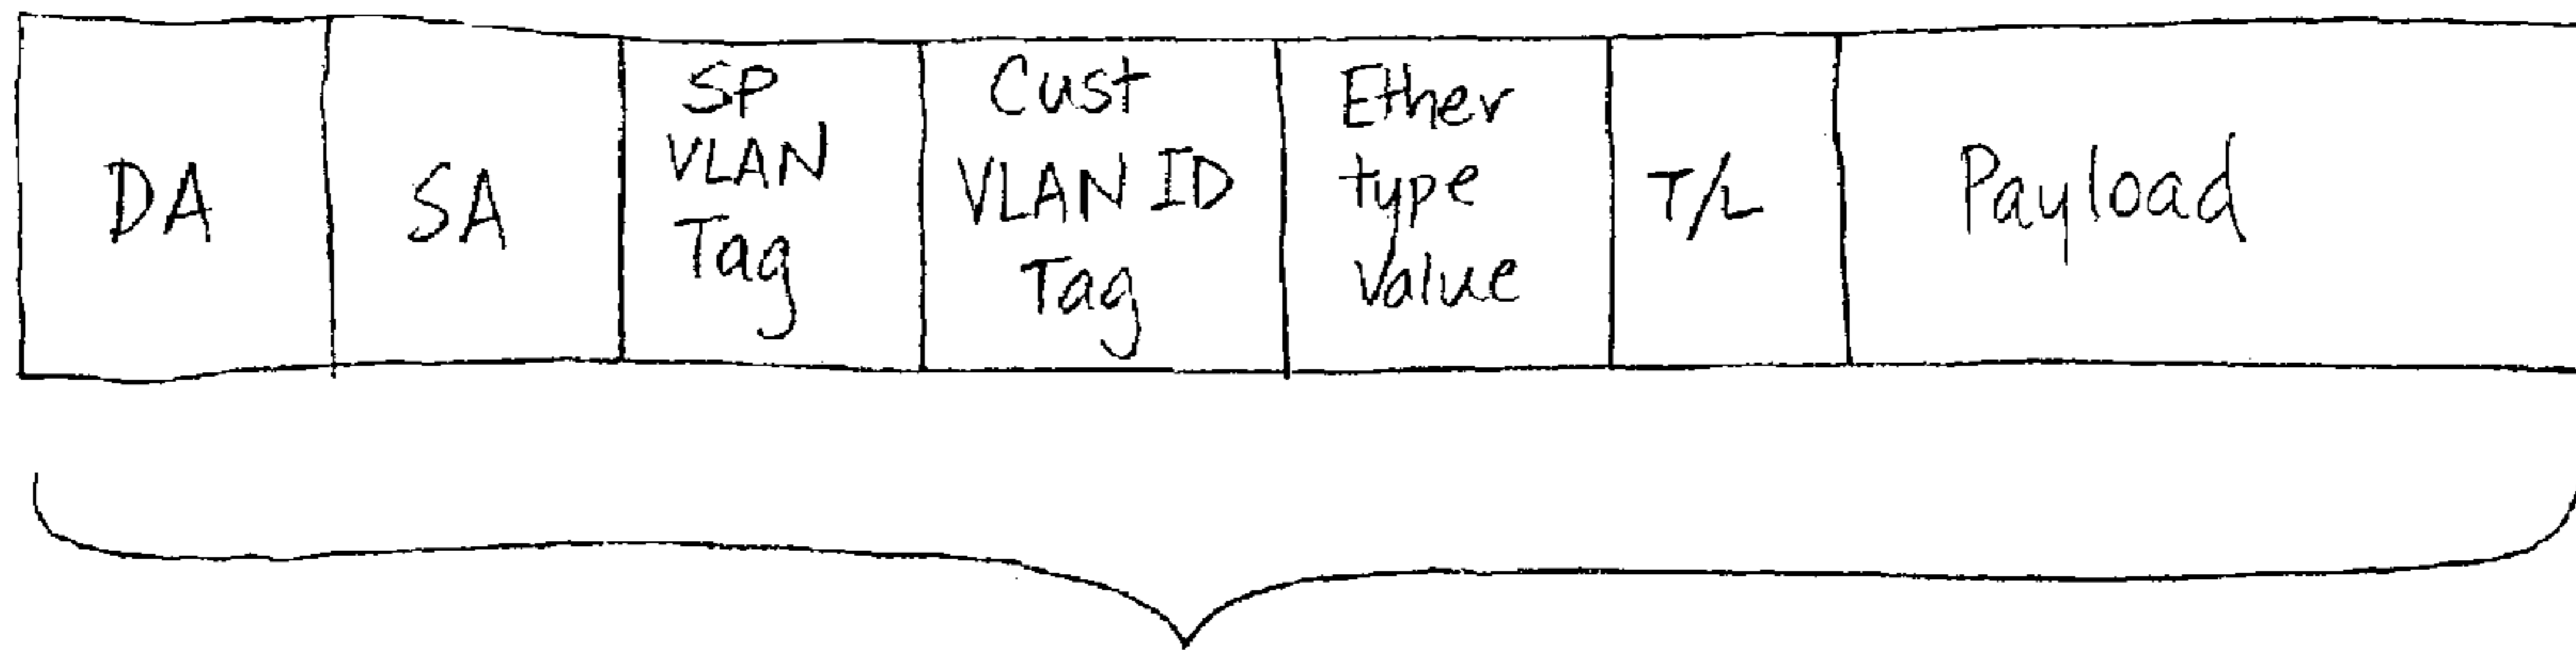 DA
SA
SP
VLAN
Tag
Cust
VLAN ID
Tag
Ether
type
Value
T/L
Payload